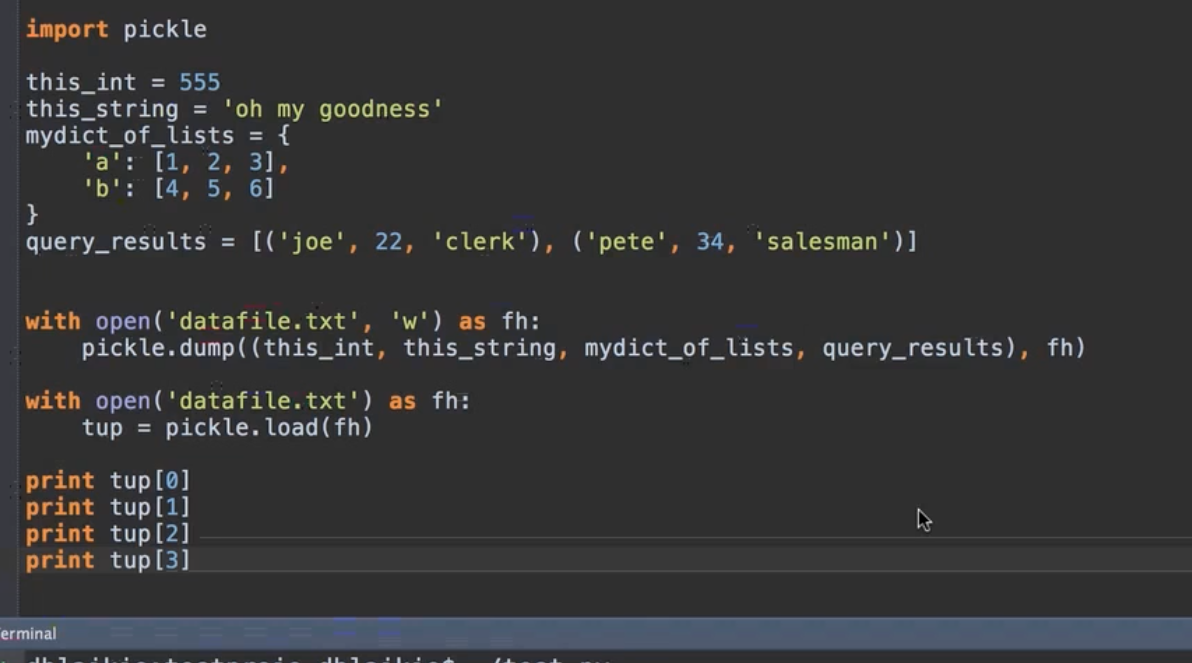 import pickle
this_int = 555
this_string = 'oh my goodness'
mydict_of_lists = {
    'a': [1, 2, 3],
    'b': [4, 5, 6]
}
query_results = [('joe', 22, 'clerk'), ('pete', 34, 'salesman')]
with open('datafile.txt', 'w') as fh:
    pickle.dump((this_int, this_string, mydict_of_lists, query_results), fh)
with open('datafile.txt') as fh:
    tup = pickle.load(fh)
print tup[0]
print tup[1]
print tup[2]
print tup[3]
erminal